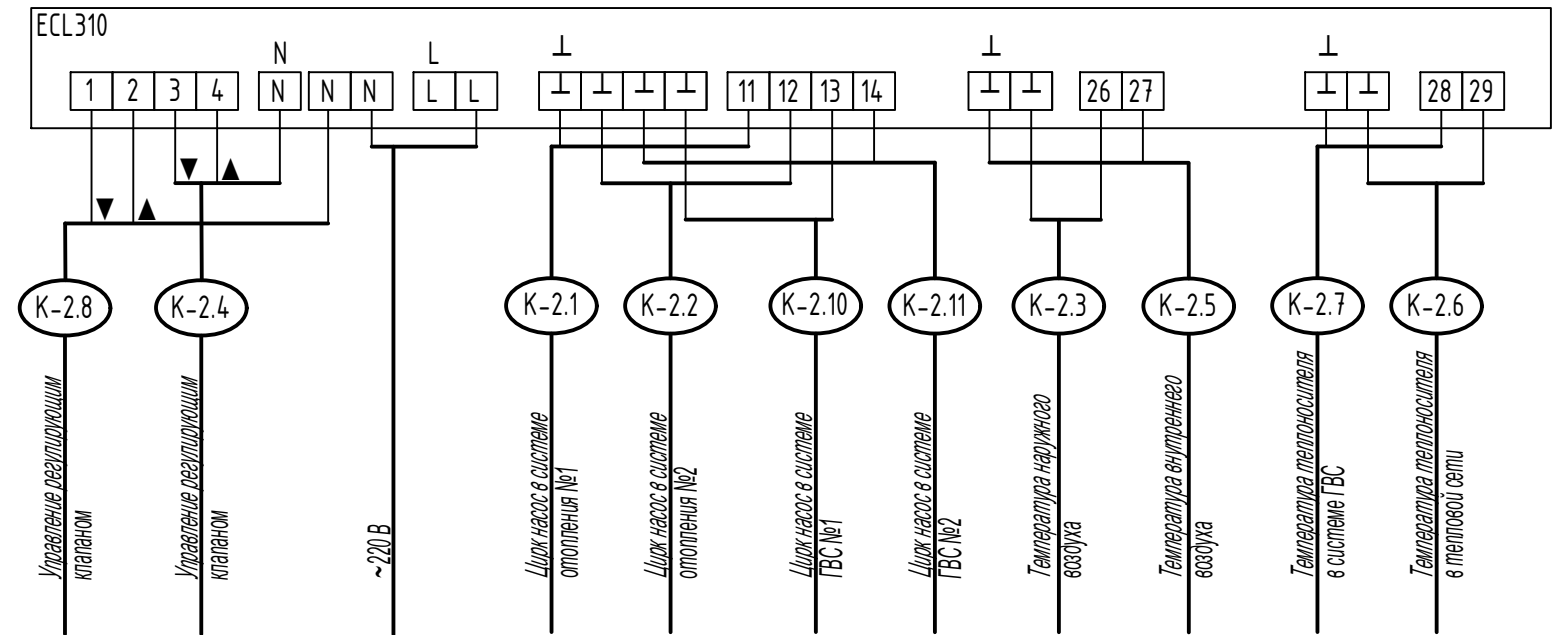 ECL310
N L ⊥ ⊥ ⊥
1 2 3 4 N N N L L ⊥ ⊥ ⊥ ⊥ 11 12 13 14 ⊥ ⊥ 26 27 ⊥ ⊥ 28 29
▼ ▲
▼ ▲
К-2.8 К-2.4 К-2.1 К-2.2 К-2.10 К-2.11 К-2.3 К-2.5 К-2.7 К-2.6
Управление регулирующим
клапаном
Управление регулирующим
клапаном
~220 В
Цирк насос в системе
отопления №1
Цирк насос в системе
отопления №2
Цирк насос в системе
ГВС №1
Цирк насос в системе
ГВС №2
Температура наружного
воздуха
Температура внутреннего
воздуха
Температура теплоносителя
в системе ГВС
Температура теплоносителя
в тепловой сети